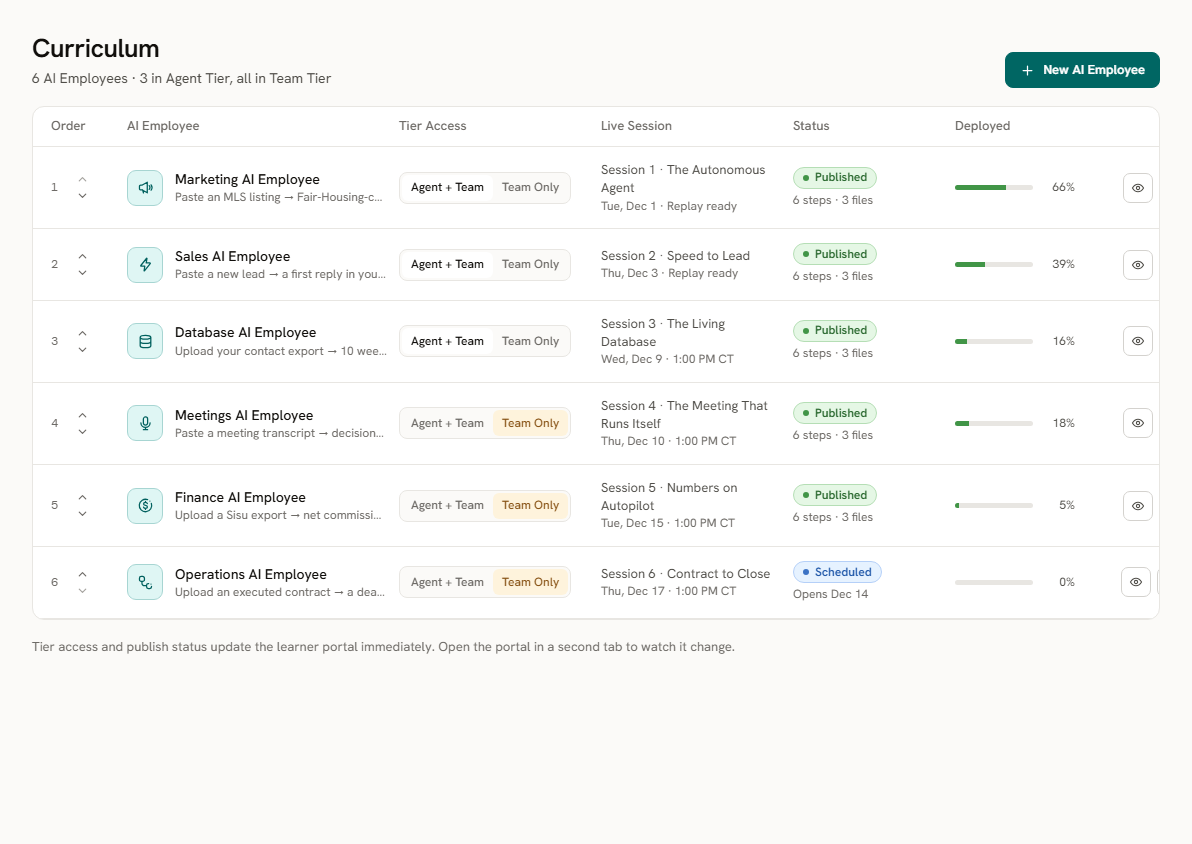 Curriculum
6 AI Employees · 3 in Agent Tier, all in Team Tier
+ New AI Employee
Order AI Employee Tier Access Live Session Status Deployed
1 Marketing AI Employee
Paste an MLS listing → Fair-Housing-c...
Agent + Team Team Only
Session 1 · The Autonomous
Agent
Tue, Dec 1 · Replay ready
Published
6 steps · 3 files
66%
2 Sales AI Employee
Paste a new lead → a first reply in you...
Agent + Team Team Only
Session 2 · Speed to Lead
Thu, Dec 3 · Replay ready
Published
6 steps · 3 files
39%
3 Database AI Employee
Upload your contact export → 10 wee...
Agent + Team Team Only
Session 3 · The Living
Database
Wed, Dec 9 · 1:00 PM CT
Published
6 steps · 3 files
16%
4 Meetings AI Employee
Paste a meeting transcript → decision...
Agent + Team Team Only
Session 4 · The Meeting That
Runs Itself
Thu, Dec 10 · 1:00 PM CT
Published
6 steps · 3 files
18%
5 Finance AI Employee
Upload a Sisu export → net commissi...
Agent + Team Team Only
Session 5 · Numbers on
Autopilot
Tue, Dec 15 · 1:00 PM CT
Published
6 steps · 3 files
5%
6 Operations AI Employee
Upload an executed contract → a dea...
Agent + Team Team Only
Session 6 · Contract to Close
Thu, Dec 17 · 1:00 PM CT
Scheduled
Opens Dec 14
0%
Tier access and publish status update the learner portal immediately. Open the portal in a second tab to watch it change.